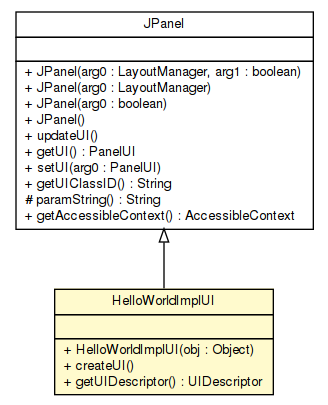 JPanel
+ JPanel(arg0 : LayoutManager, arg1 : boolean)
+ JPanel(arg0 : LayoutManager)
+ JPanel(arg0 : boolean)
+ JPanel()
+ updateUI()
+ getUI() : PanelUI
+ setUI(arg0 : PanelUI)
+ getUIClassID() : String
# paramString() : String
+ getAccessibleContext() : AccessibleContext
HelloWorldImplUI
+ HelloWorldImplUI(obj : Object)
+ createUI()
+ getUIDescriptor() : UIDescriptor